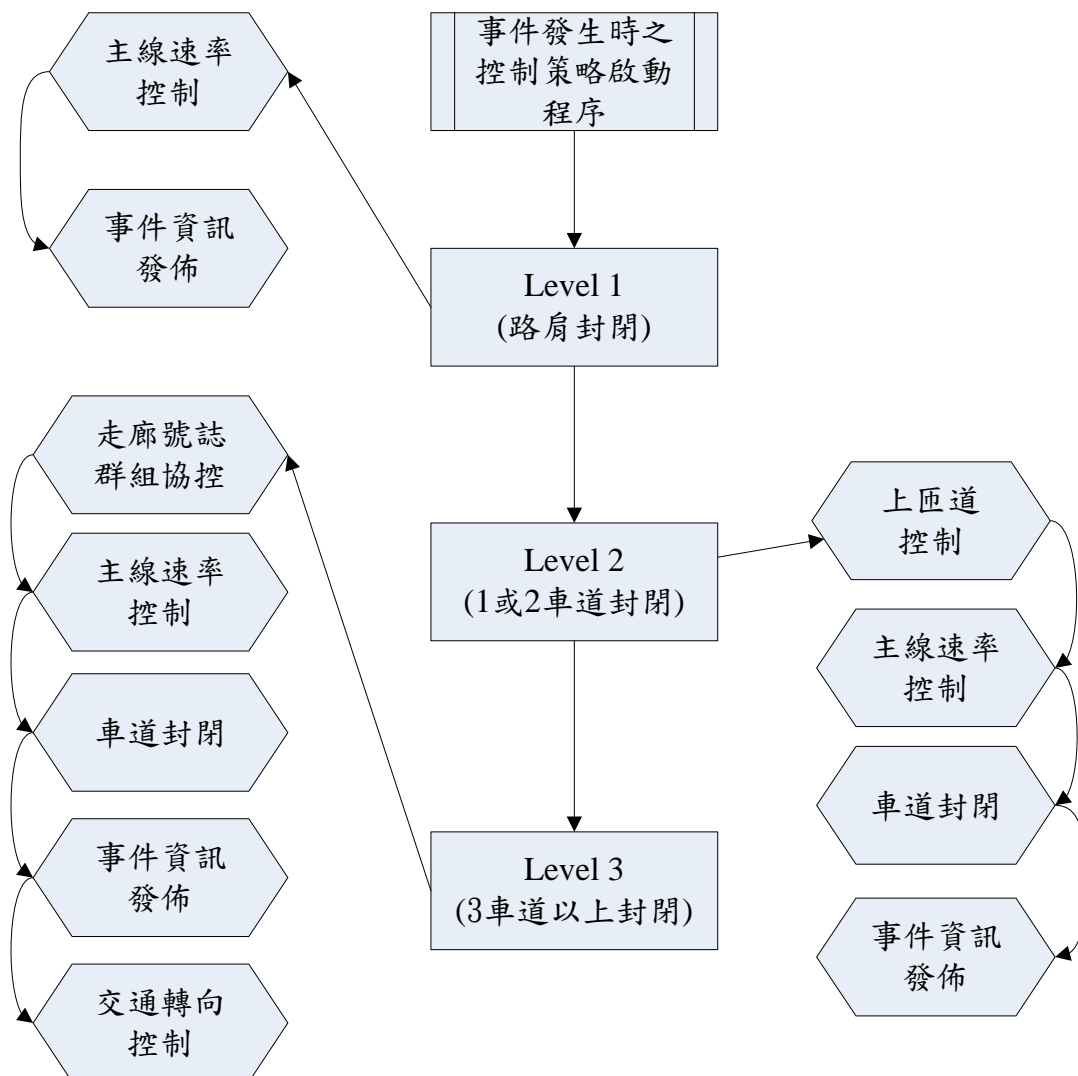 事件發生時之
控制策略啟動
程序
Level 1
(路肩封閉)
主線速率
控制
事件資訊
發佈
Level 2
(1或2車道封閉)
上匝道
控制
主線速率
控制
車道封閉
事件資訊
發佈
Level 3
(3車道以上封閉)
走廊號誌
群組協控
主線速率
控制
車道封閉
事件資訊
發佈
交通轉向
控制